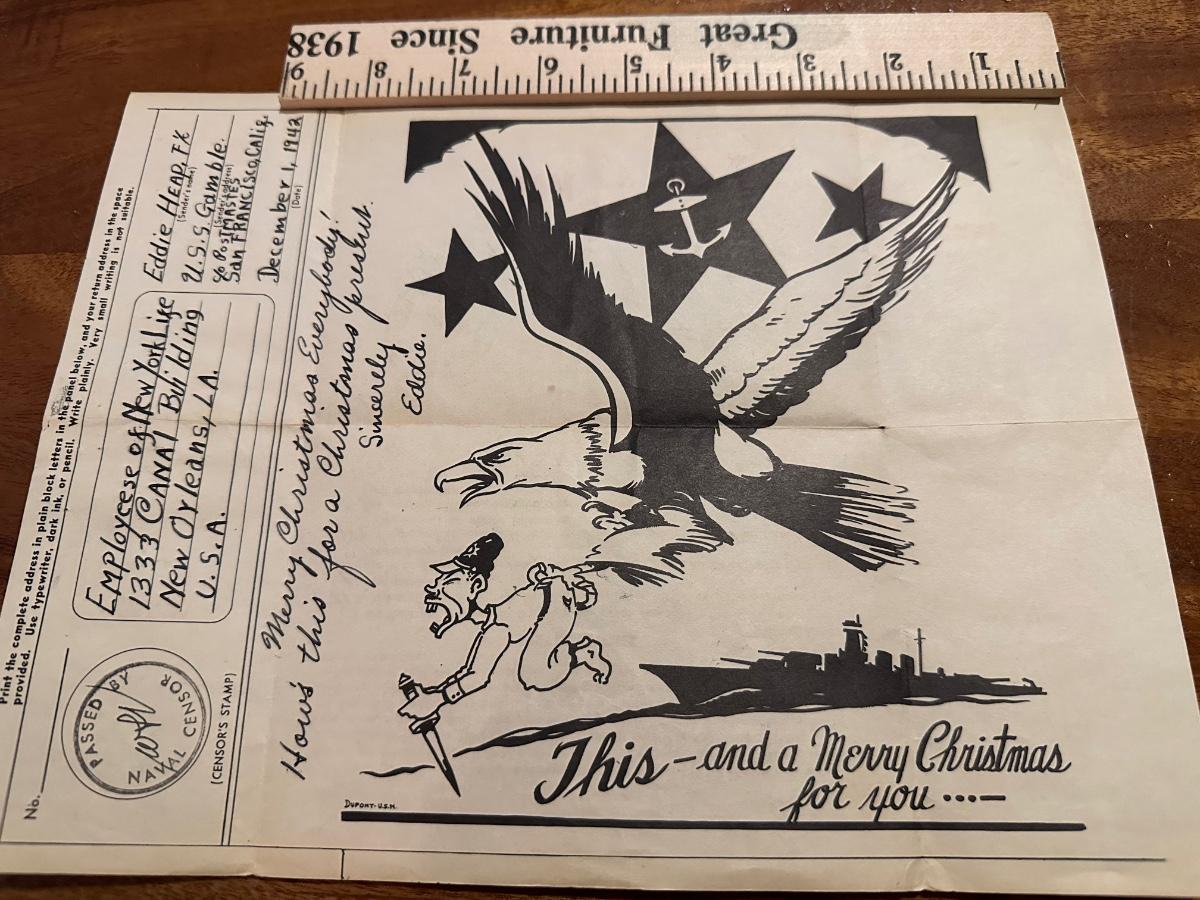 Great Furniture Since 1938
1 2 3 4 5 6 7 8 9
Print the complete address in plain block letters in the panel below, and your return address in the space
provided. Use typewriter, dark ink, or pencil. Write plainly. Very small writing is not suitable.
No.
PASSED BY
NAVAL CENSOR
(CENSOR'S STAMP)
EMPloyeese of New York Life
1333 CANAl Building
New Orleans, LA.
U.S.A.
Eddie HEAP, FX
(Sender's name)
U.S.S. Gamble.
(Sender's address)
c/o POSTMASTES
San FRANCISCO, Calif.
December 1, 1942
(Date)
Merry Christmas Everybody
How's this for a Christmas present.
Sincerely
Eddie.
DUPONT-U.S.M.
This — and a Merry Christmas
for you ... —